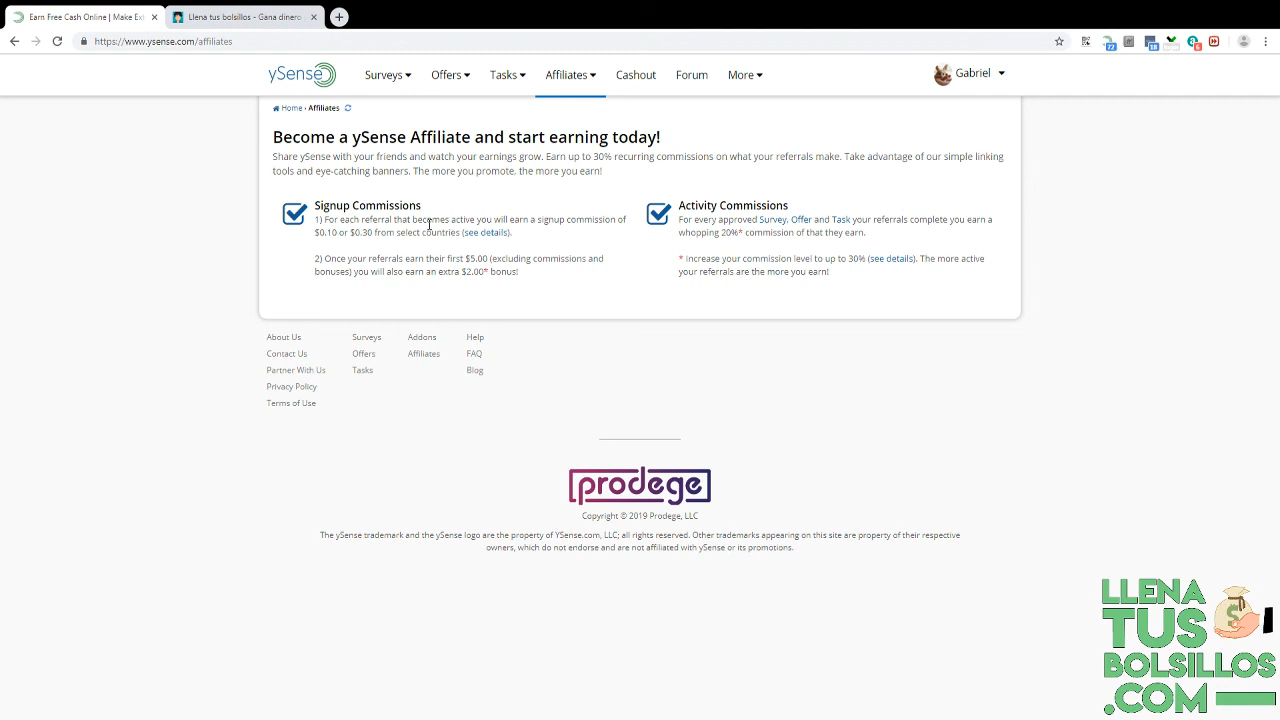 Earn Free Cash Online | Make Ext
Llena tus bolsillos - Gana dinero
https://www.ysense.com/affiliates
72
18
6
ySense
Surveys
Offers
Tasks
Affiliates
Cashout
Forum
More
Gabriel
Home › Affiliates
Become a ySense Affiliate and start earning today!
Share ySense with your friends and watch your earnings grow. Earn up to 30% recurring commissions on what your referrals make. Take advantage of our simple linking
tools and eye-catching banners. The more you promote, the more you earn!
Signup Commissions
1) For each referral that becomes active you will earn a signup commission of
$0.10 or $0.30 from select countries (see details).
2) Once your referrals earn their first $5.00 (excluding commissions and
bonuses) you will also earn an extra $2.00* bonus!
Activity Commissions
For every approved Survey, Offer and Task your referrals complete you earn a
whopping 20%* commission of that they earn.
* Increase your commission level to up to 30% (see details). The more active
your referrals are the more you earn!
About Us
Contact Us
Partner With Us
Privacy Policy
Terms of Use
Surveys
Offers
Tasks
Addons
Affiliates
Help
FAQ
Blog
prodege
Copyright © 2019 Prodege, LLC
The ySense trademark and the ySense logo are the property of YSense.com, LLC; all rights reserved. Other trademarks appearing on this site are property of their respective
owners, which do not endorse and are not affiliated with ySense or its promotions.
LLENA
TUS
BOLSILLOS
.COM